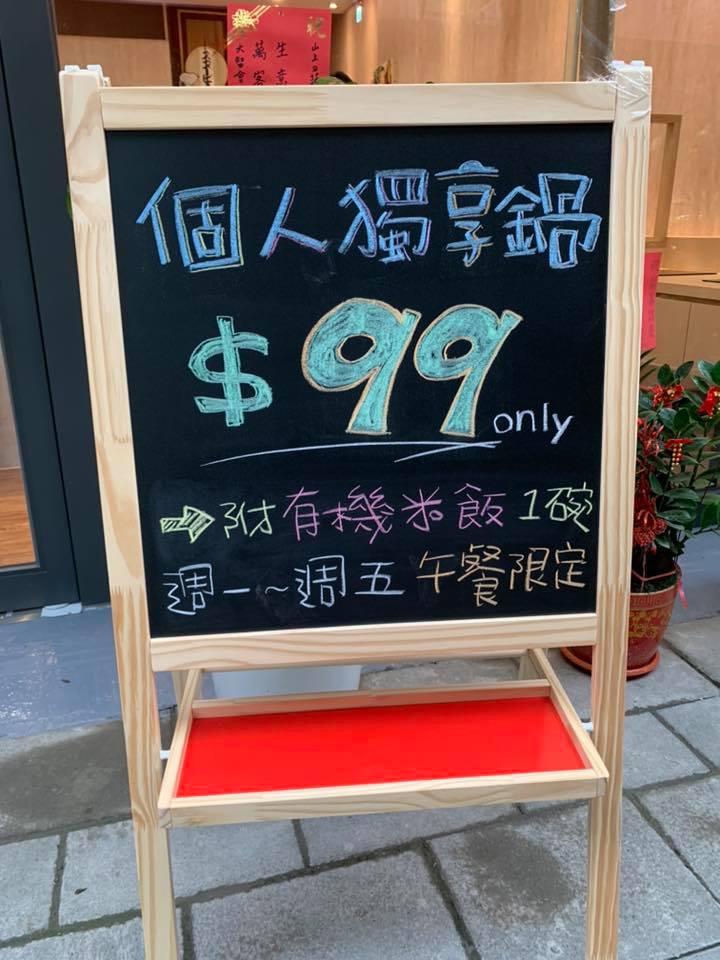 祝
個人獨享鍋
$99 only
附有機米飯1碗
週一~週五 午餐限定